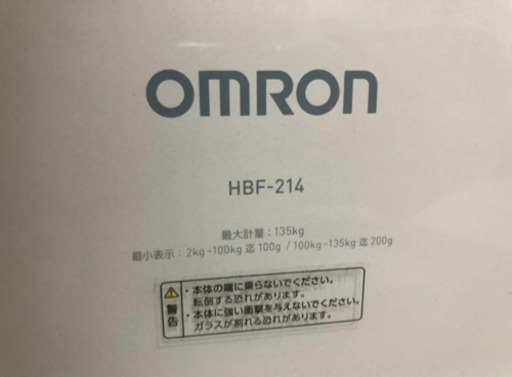 OMRON
HBF-214
最大計量：135kg
最小表示：2kg-100kg 迄 100g / 100kg-135kg 迄 200g
警告
・本体の端に乗らないでください。
転倒する恐れがあります。
・本体に強い衝撃を与えないでください。
ガラスが割れる恐れがあります。